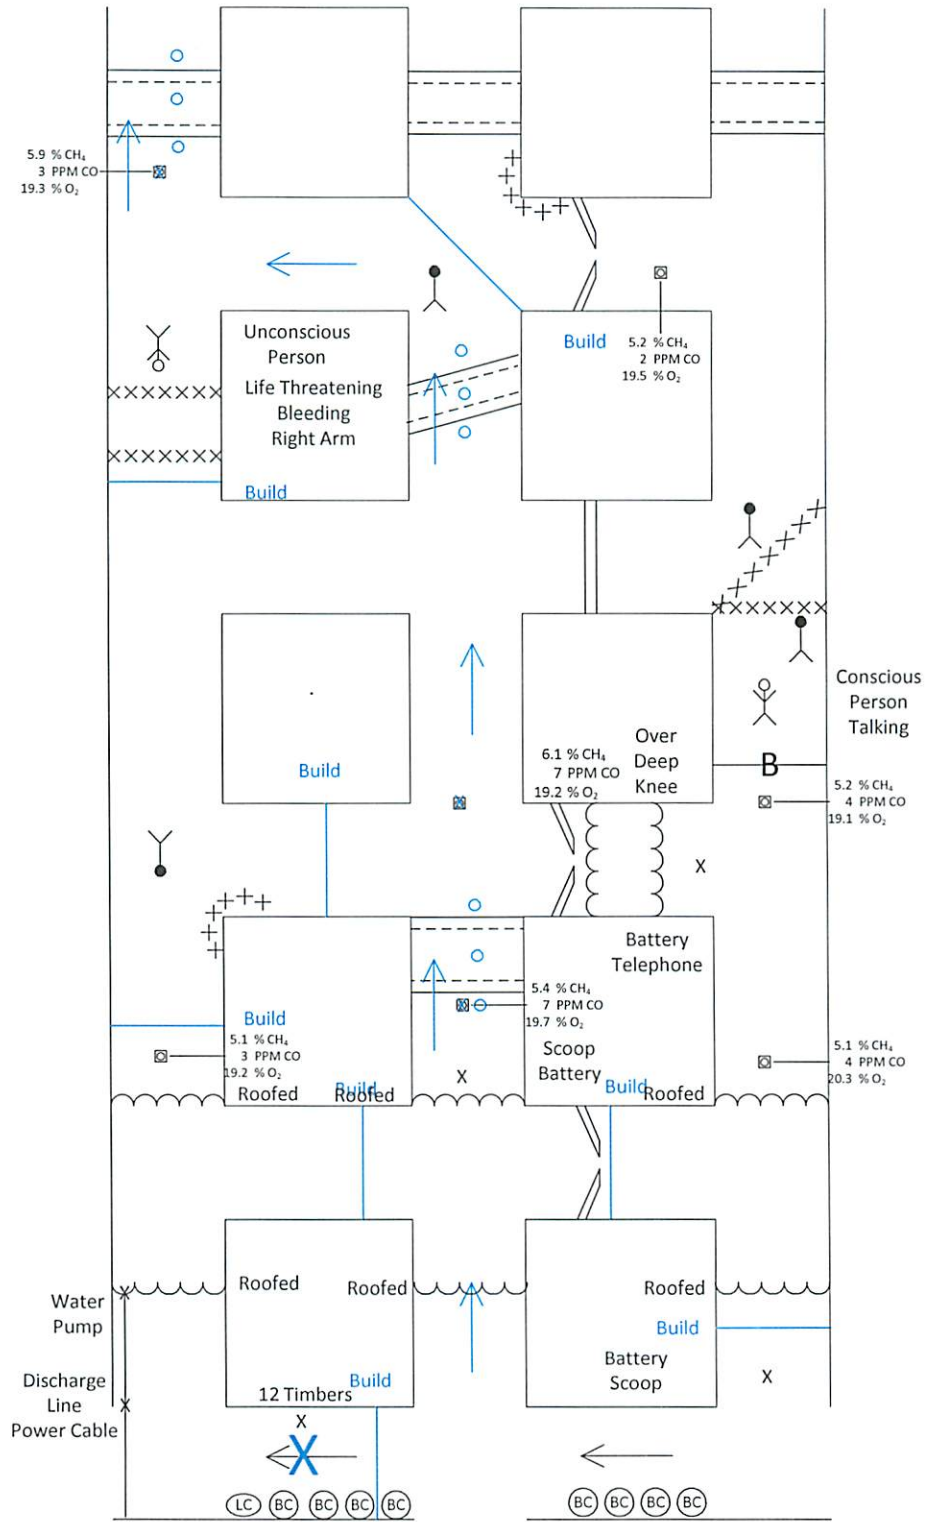 5.9 % CH₄
3 PPM CO
19.3 % O₂
Unconscious
Person
Life Threatening
Bleeding
Right Arm
Build
Build
5.2 % CH₄
2 PPM CO
19.5 % O₂
Build
6.1 % CH₄
7 PPM CO
19.2 % O₂
Over
Deep
Knee
Conscious
Person
Talking
B
5.2 % CH₄
4 PPM CO
19.1 % O₂
X
Battery
Telephone
5.4 % CH₄
7 PPM CO
19.7 % O₂
Scoop
Battery
Build
Build
5.1 % CH₄
3 PPM CO
19.2 % O₂
Roofed
Build
Roofed
X
Roofed
5.1 % CH₄
4 PPM CO
20.3 % O₂
Roofed
Roofed
Roofed
Water
Pump
Build
Battery
Scoop
X
Build
12 Timbers
X
Discharge
Line
Power Cable
X
LC BC BC BC BC
BC BC BC BC